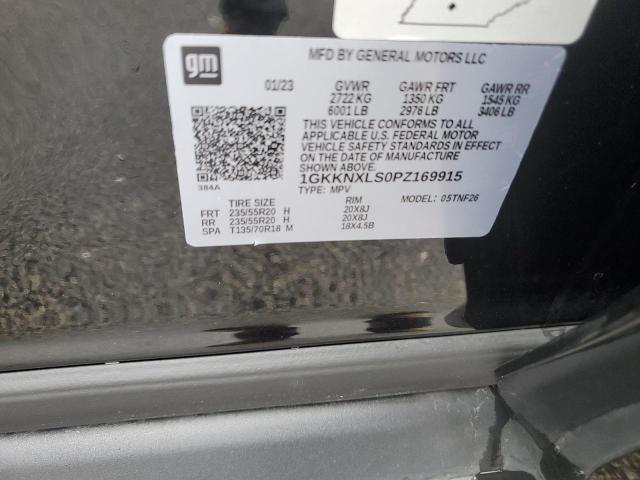 gm
MFD BY GENERAL MOTORS LLC
01/23 GVWR GAWR FRT GAWR RR
2722 KG 1350 KG 1545 KG
6001 LB 2976 LB 3406 LB
THIS VEHICLE CONFORMS TO ALL
APPLICABLE U.S. FEDERAL MOTOR
VEHICLE SAFETY STANDARDS IN
EFFECT ON THE DATE OF MANUFACTURE
SHOWN ABOVE.
1GKKNXLS0PZ169915
384A
TYPE: MPV MODEL: 05TNF26
TIRE SIZE RIM
FRT 235/55R20 H 20X8J
RR 235/55R20 H 20X8J
SPA T135/70R18 M 18X4.5B